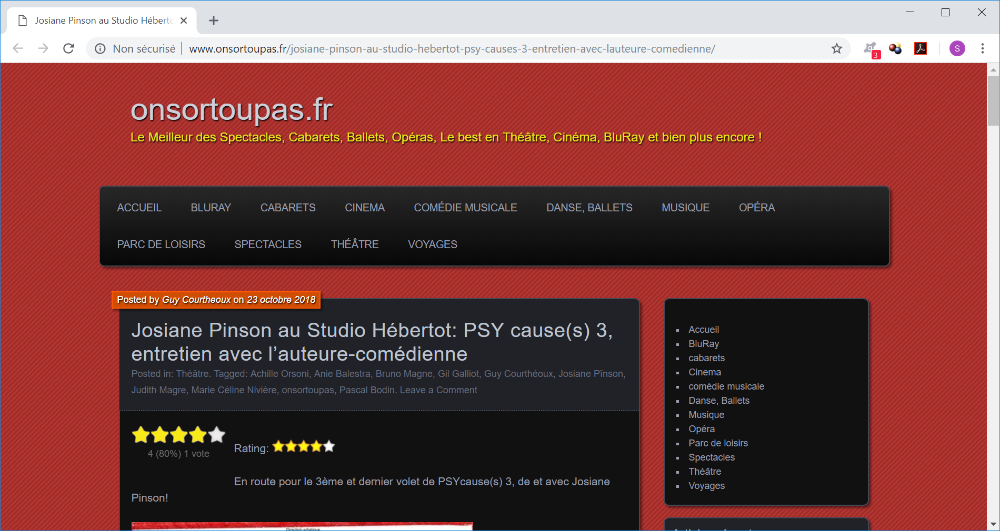 Josiane Pinson au Studio Héberto
Non sécurisé | www.onsortoupas.fr/josiane-pinson-au-studio-hebertot-psy-causes-3-entretien-avec-lauteure-comedienne/
3
S
onsortoupas.fr
Le Meilleur des Spectacles, Cabarets, Ballets, Opéras, Le best en Théâtre, Cinéma, BluRay et bien plus encore !
ACCUEIL BLURAY CABARETS CINEMA COMÉDIE MUSICALE DANSE, BALLETS MUSIQUE OPÉRA
PARC DE LOISIRS SPECTACLES THÉÂTRE VOYAGES
Posted by Guy Courtheoux on 23 octobre 2018
Josiane Pinson au Studio Hébertot: PSY cause(s) 3,
entretien avec l’auteure-comédienne
Posted in: Théâtre. Tagged: Achille Orsoni, Anie Balestra, Bruno Magne, Gil Galliot, Guy Courthéoux, Josiane Pïnson,
Judith Magre, Marie Céline Nivière, onsortoupas, Pascal Bodin. Leave a Comment
4 (80%) 1 vote
Rating:
En route pour le 3ème et dernier volet de PSYcause(s) 3, de et avec Josiane
Pinson!
Accueil
BluRay
cabarets
Cinema
comédie musicale
Danse, Ballets
Musique
Opéra
Parc de loisirs
Spectacles
Théâtre
Voyages